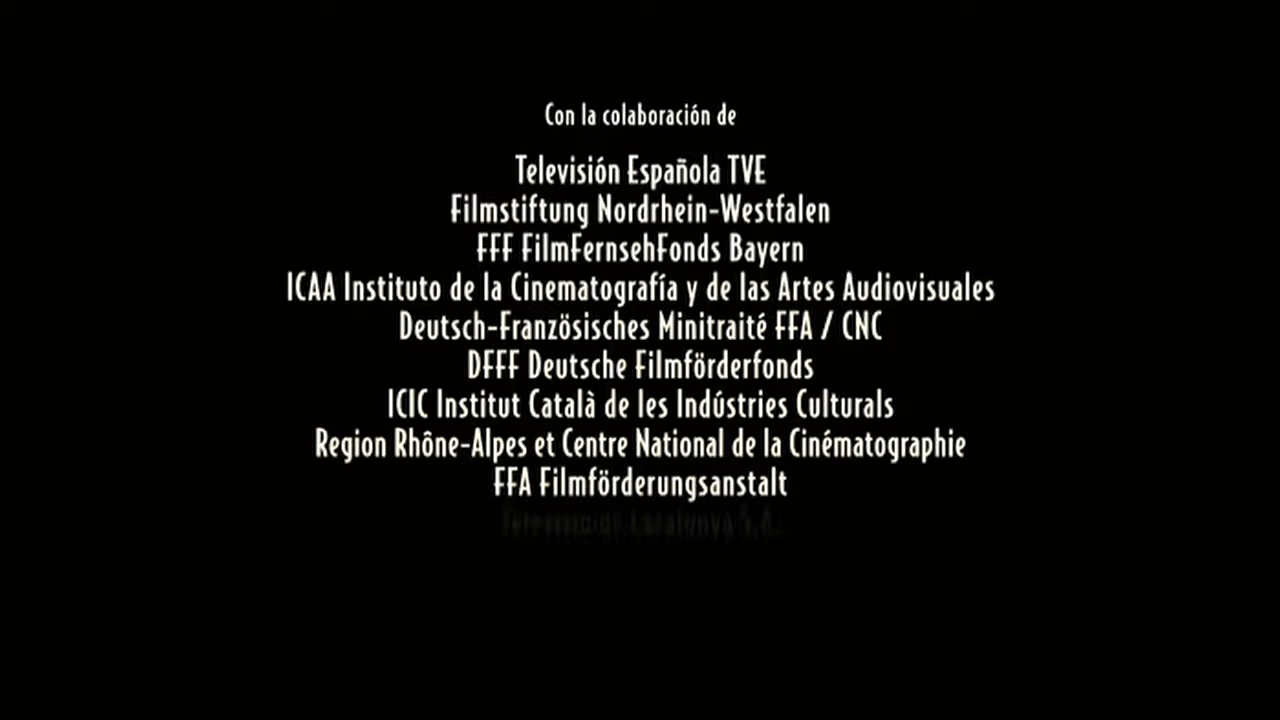 Con la colaboración de
Televisión Española TVE
Filmstiftung Nordrhein-Westfalen
FFF FilmFernsehFonds Bayern
ICAA Instituto de la Cinematografía y de las Artes Audiovisuales
Deutsch-Französisches Minitraité FFA / CNC
DFFF Deutsche Filmförderfonds
ICIC Institut Català de les Indústries Culturals
Region Rhône-Alpes et Centre National de la Cinématographie
FFA Filmförderungsanstalt
Catalunya S.A.